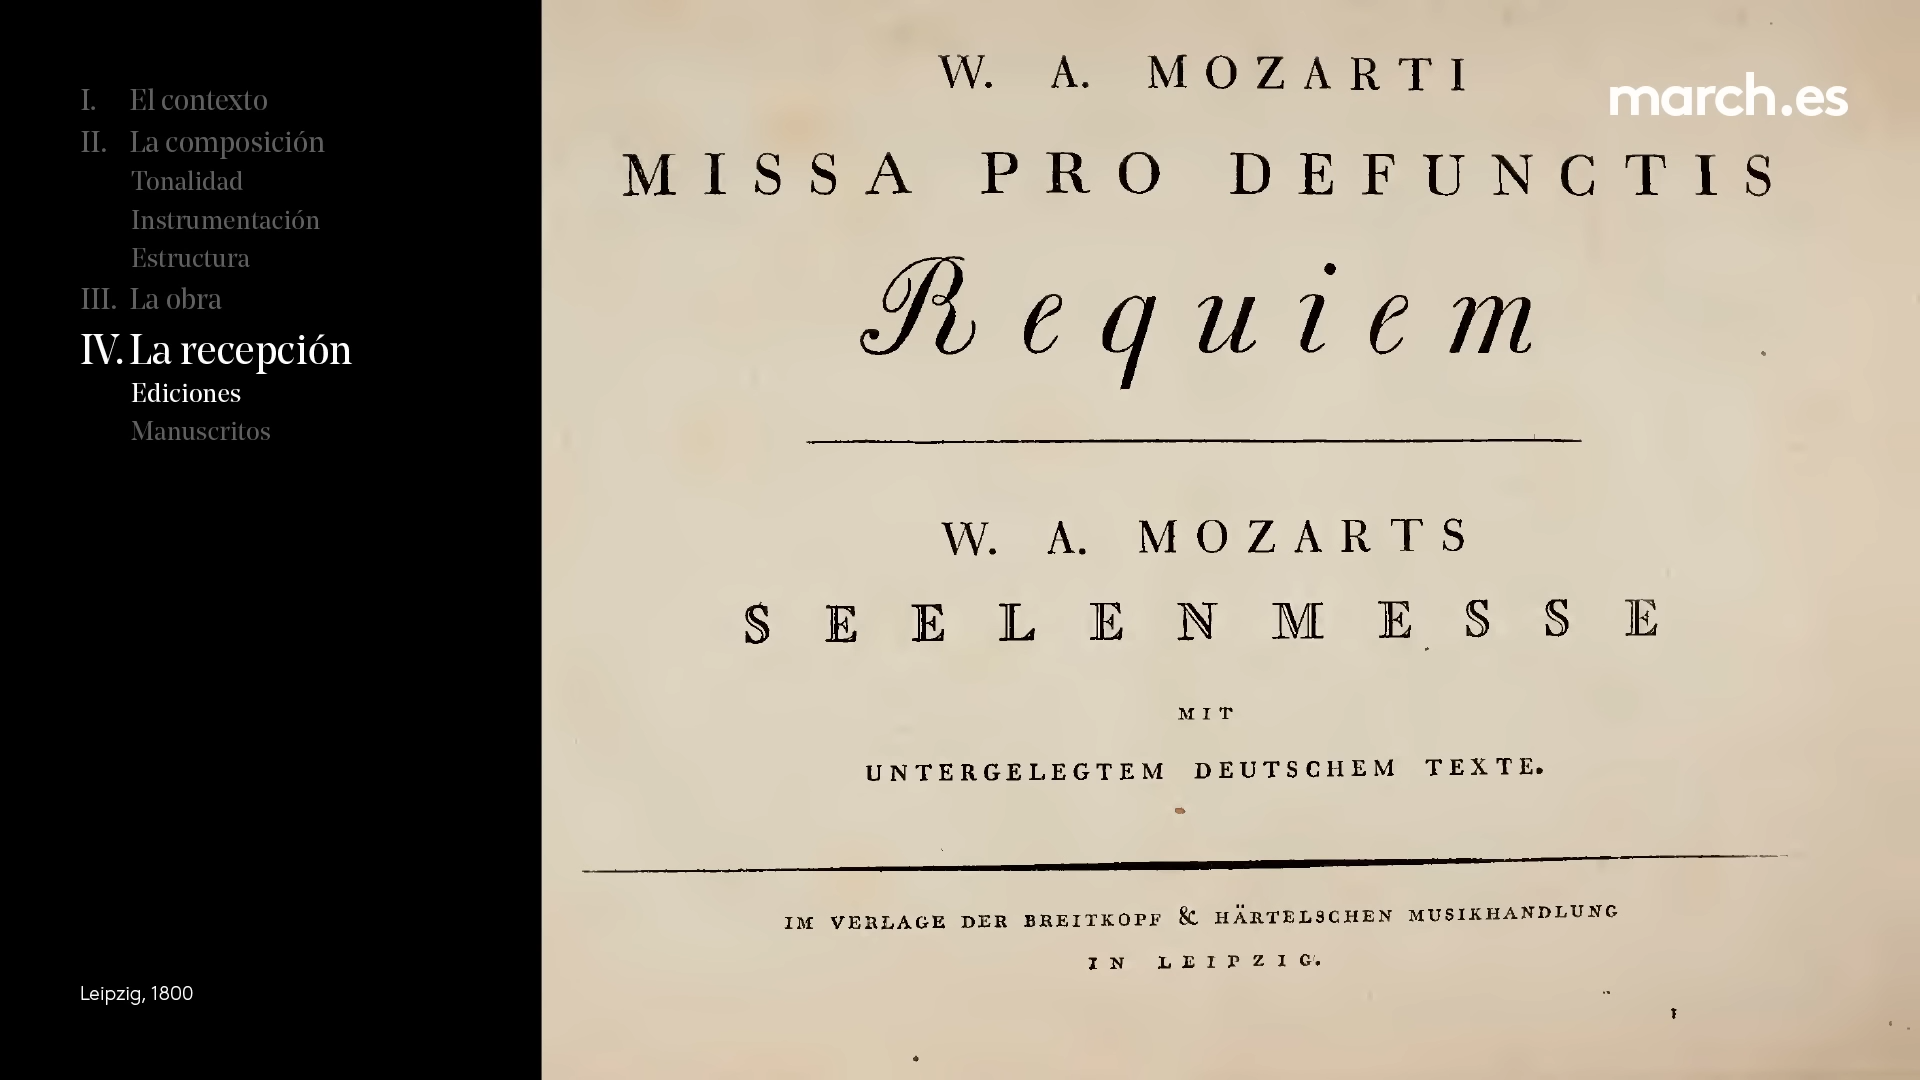 I. El contexto
II. La composición
Tonalidad
Instrumentación
Estructura
III. La obra
IV. La recepción
Ediciones
Manuscritos
Leipzig, 1800
march.es
W. A. MOZARTI
MISSA PRO DEFUNCTIS
Requiem
W. A. MOZARTS
SEELENMESSE
MIT
UNTERGELEGTEM DEUTSCHEM TEXTE.
IM VERLAGE DER BREITKOPF & HÄRTELSCHEN MUSIKHANDLUNG
IN LEIPZIG.